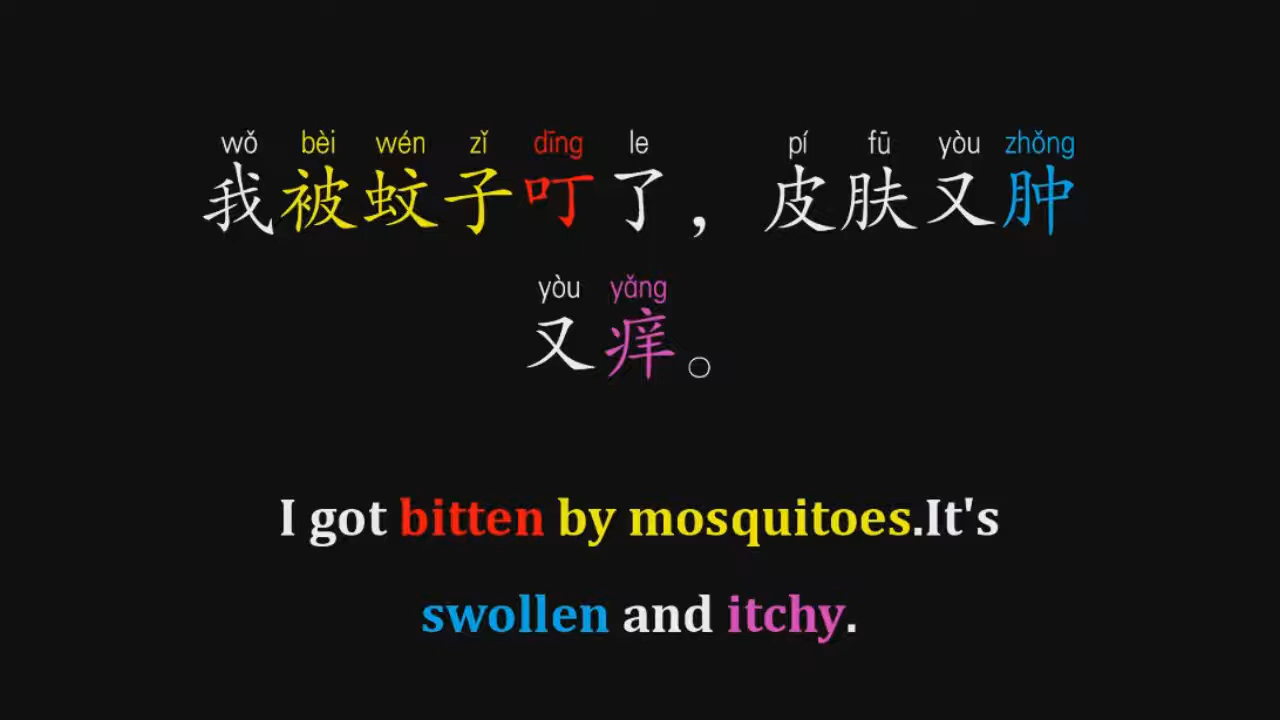 wǒ bèi wén zǐ dīng le pí fū yòu zhǒng
我被蚊子叮了，皮肤又肿
yòu yǎng
又痒。
I got bitten by mosquitoes.It's
swollen and itchy.